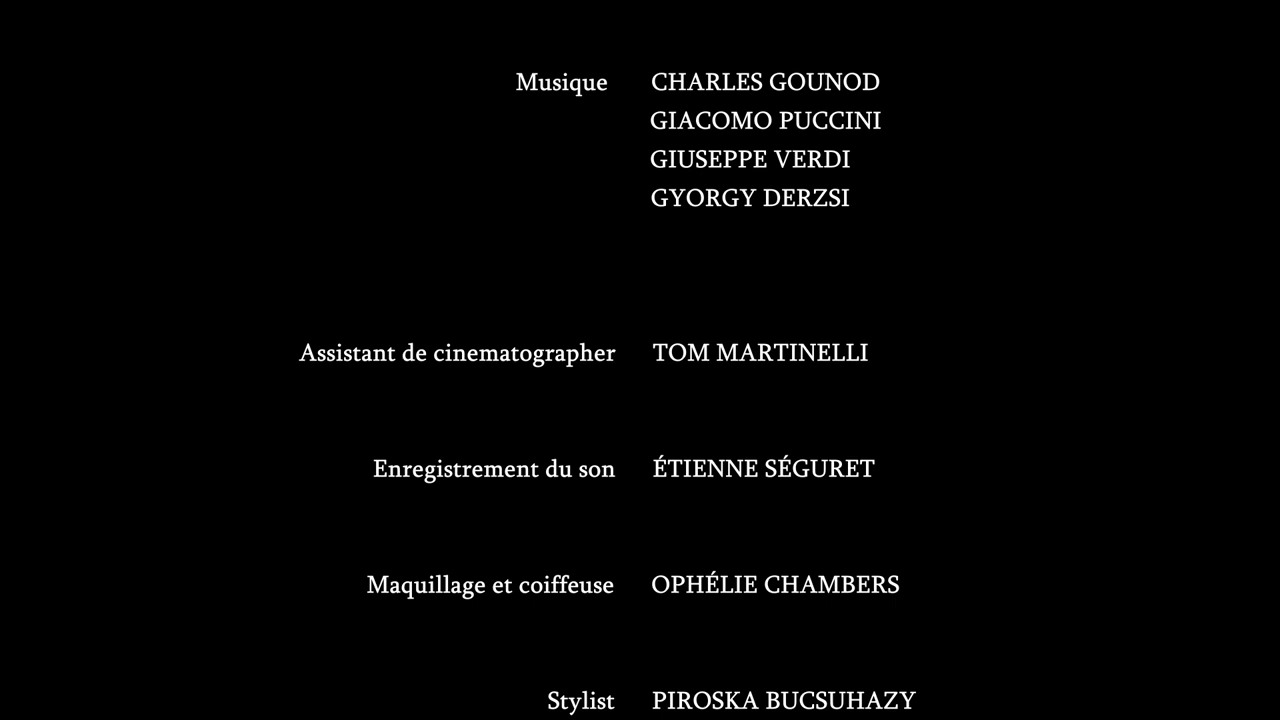 Musique CHARLES GOUNOD
GIACOMO PUCCINI
GIUSEPPE VERDI
GYORGY DERZSI
Assistant de cinematographer TOM MARTINELLI
Enregistrement du son ÉTIENNE SÉGURET
Maquillage et coiffeuse OPHÉLIE CHAMBERS
Stylist PIROSKA BUCSUHAZY